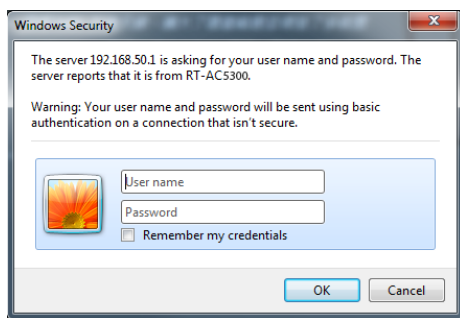 Windows Security
The server 192.168.50.1 is asking for your user name and password. The
server reports that it is from RT-AC5300.
Warning: Your user name and password will be sent using basic
authentication on a connection that isn't secure.
User name
Password
Remember my credentials
OK
Cancel